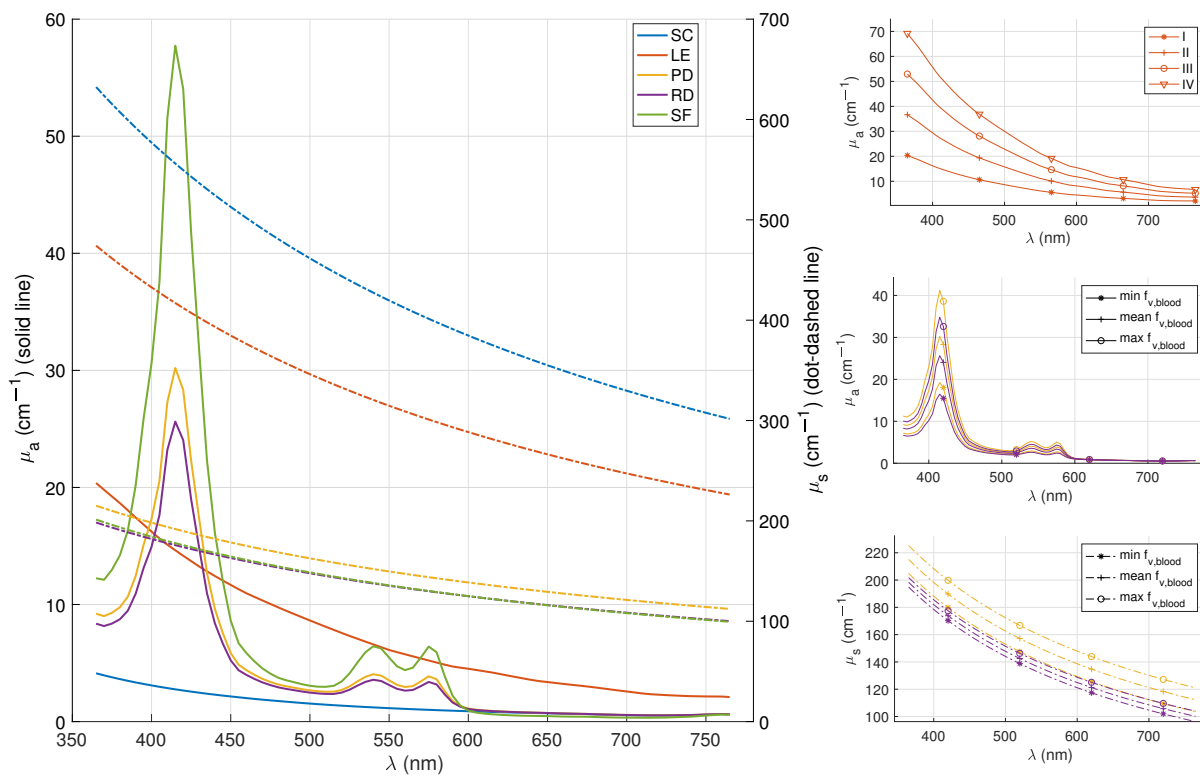 60
50
40
30
20
10
0
μa (cm−1) (solid line)
350 400 450 500 550 600 650 700 750
λ (nm)
700
600
500
400
300
200
100
0
μs (cm−1) (dot-dashed line)
SC
LE
PD
RD
SF
70
60
50
40
30
20
10
μa (cm−1)
400 500 600 700
λ (nm)
I
II
III
IV
40
30
20
10
0
μa (cm−1)
400 500 600 700
λ (nm)
min fv,blood
mean fv,blood
max fv,blood
220
200
180
160
140
120
100
μs (cm−1)
400 500 600 700
λ (nm)
min fv,blood
mean fv,blood
max fv,blood